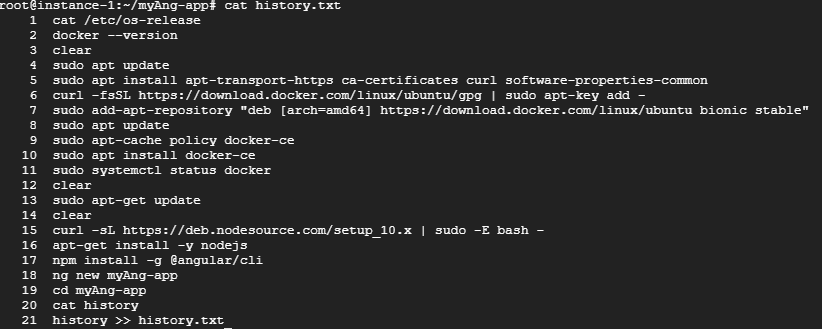 root@instance-1:~/myAng-app# cat history.txt
1 cat /etc/os-release
2 docker --version
3 clear
4 sudo apt update
5 sudo apt install apt-transport-https ca-certificates curl software-properties-common
6 curl -fsSL https://download.docker.com/linux/ubuntu/gpg | sudo apt-key add -
7 sudo add-apt-repository "deb [arch=amd64] https://download.docker.com/linux/ubuntu bionic stable"
8 sudo apt update
9 sudo apt-cache policy docker-ce
10 sudo apt install docker-ce
11 sudo systemctl status docker
12 clear
13 sudo apt-get update
14 clear
15 curl -sL https://deb.nodesource.com/setup_10.x | sudo -E bash -
16 apt-get install -y nodejs
17 npm install -g @angular/cli
18 ng new myAng-app
19 cd myAng-app
20 cat history
21 history >> history.txt